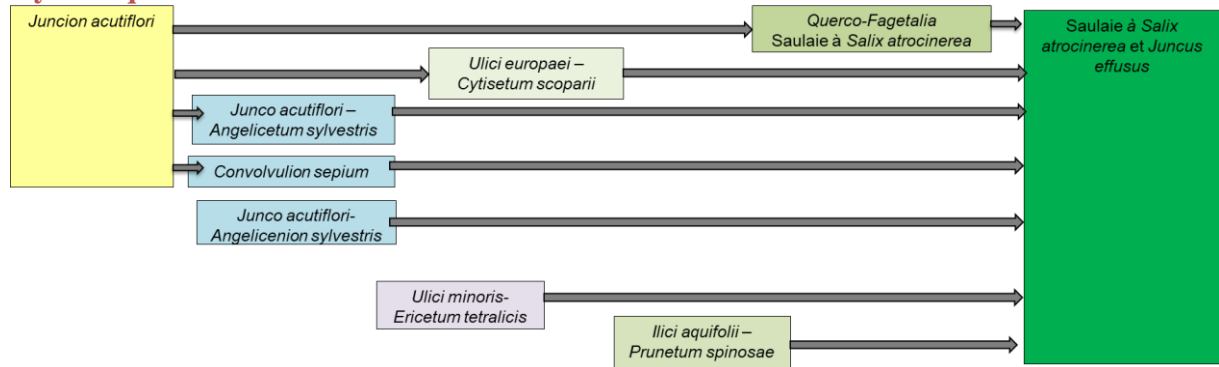 Juncion acutiflori
Querco-Fagetalia
Saulaie à Salix atrocinerea
Saulaie à Salix
atrocinerea et Juncus
effusus
Ulici europaei –
Cytisetum scoparii
Junco acutiflori –
Angelicetum sylvestris
Convolvulion sepium
Junco acutiflori-
Angelicenion sylvestris
Ulici minoris-
Ericetum tetralicis
Ilici aquifolii –
Prunetum spinosae